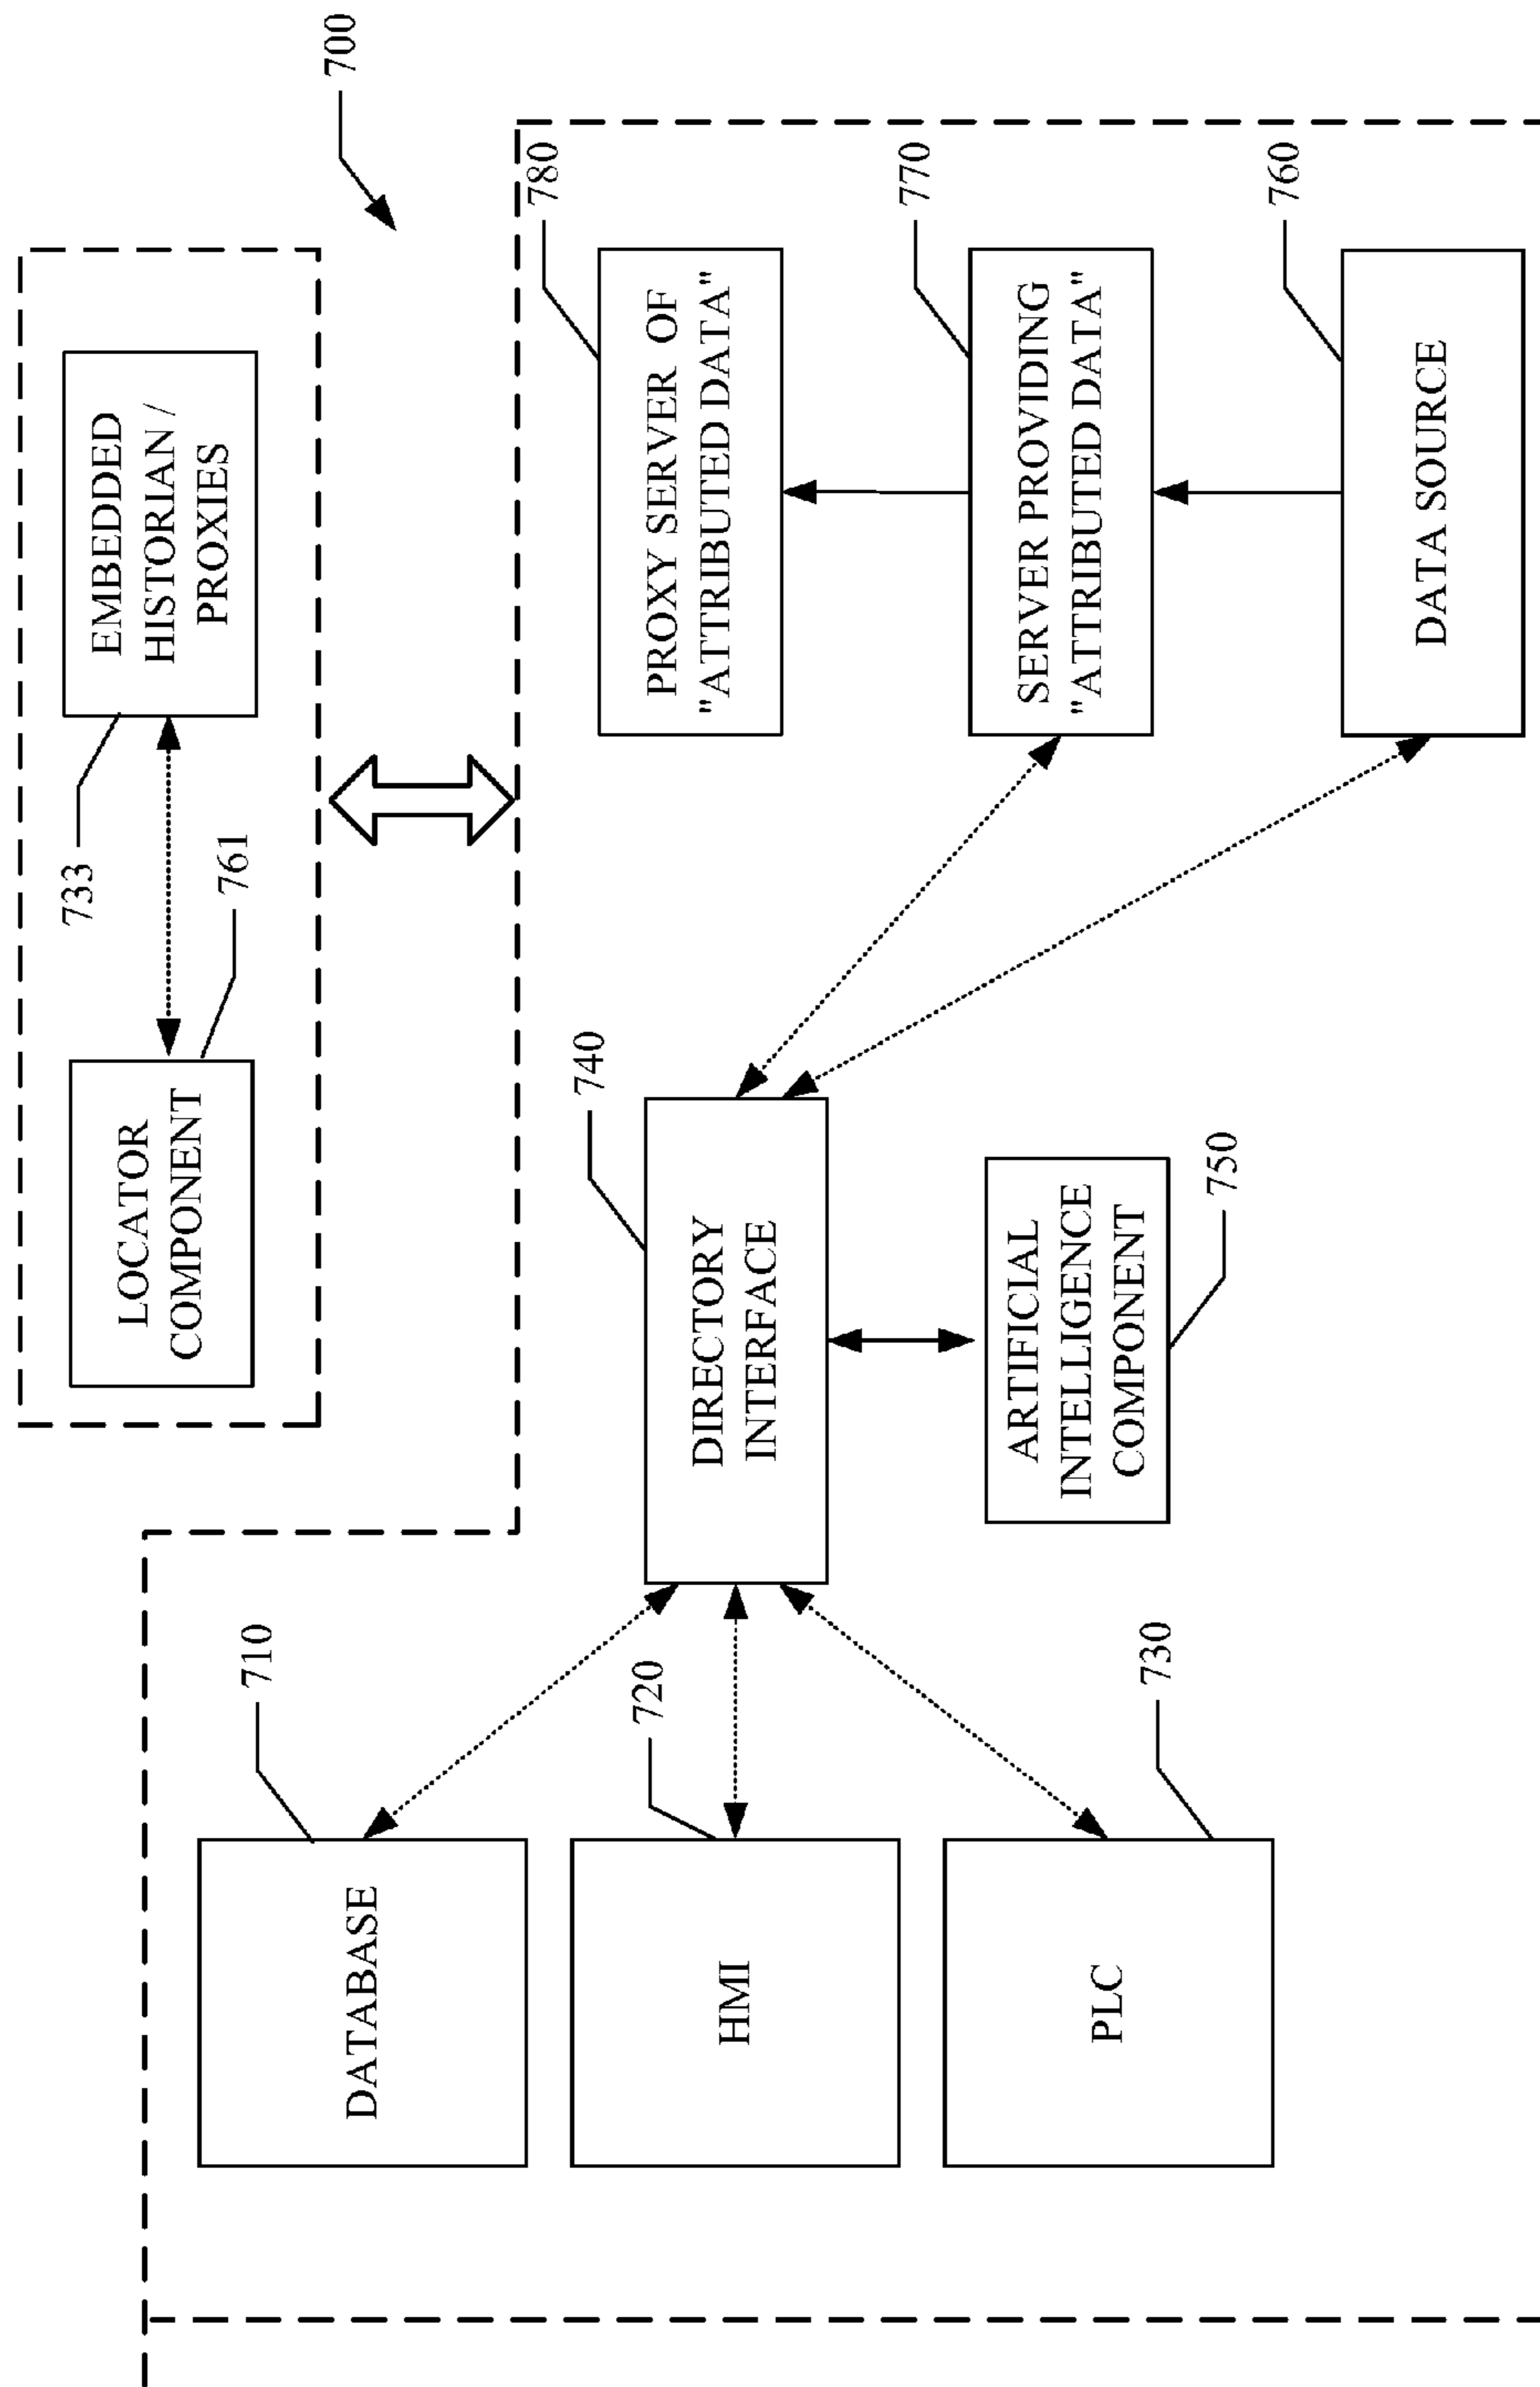 700
EMBEDDED
HISTORIAN /
PROXIES
733
LOCATOR
COMPONENT
761
780
PROXY SERVER OF
"ATTRIBUTED DATA"
770
SERVER PROVIDING
"ATTRIBUTED DATA"
760
DATA SOURCE
740
DIRECTORY
INTERFACE
ARTIFICIAL
INTELLIGENCE
COMPONENT
750
710
DATABASE
720
HMI
730
PLC